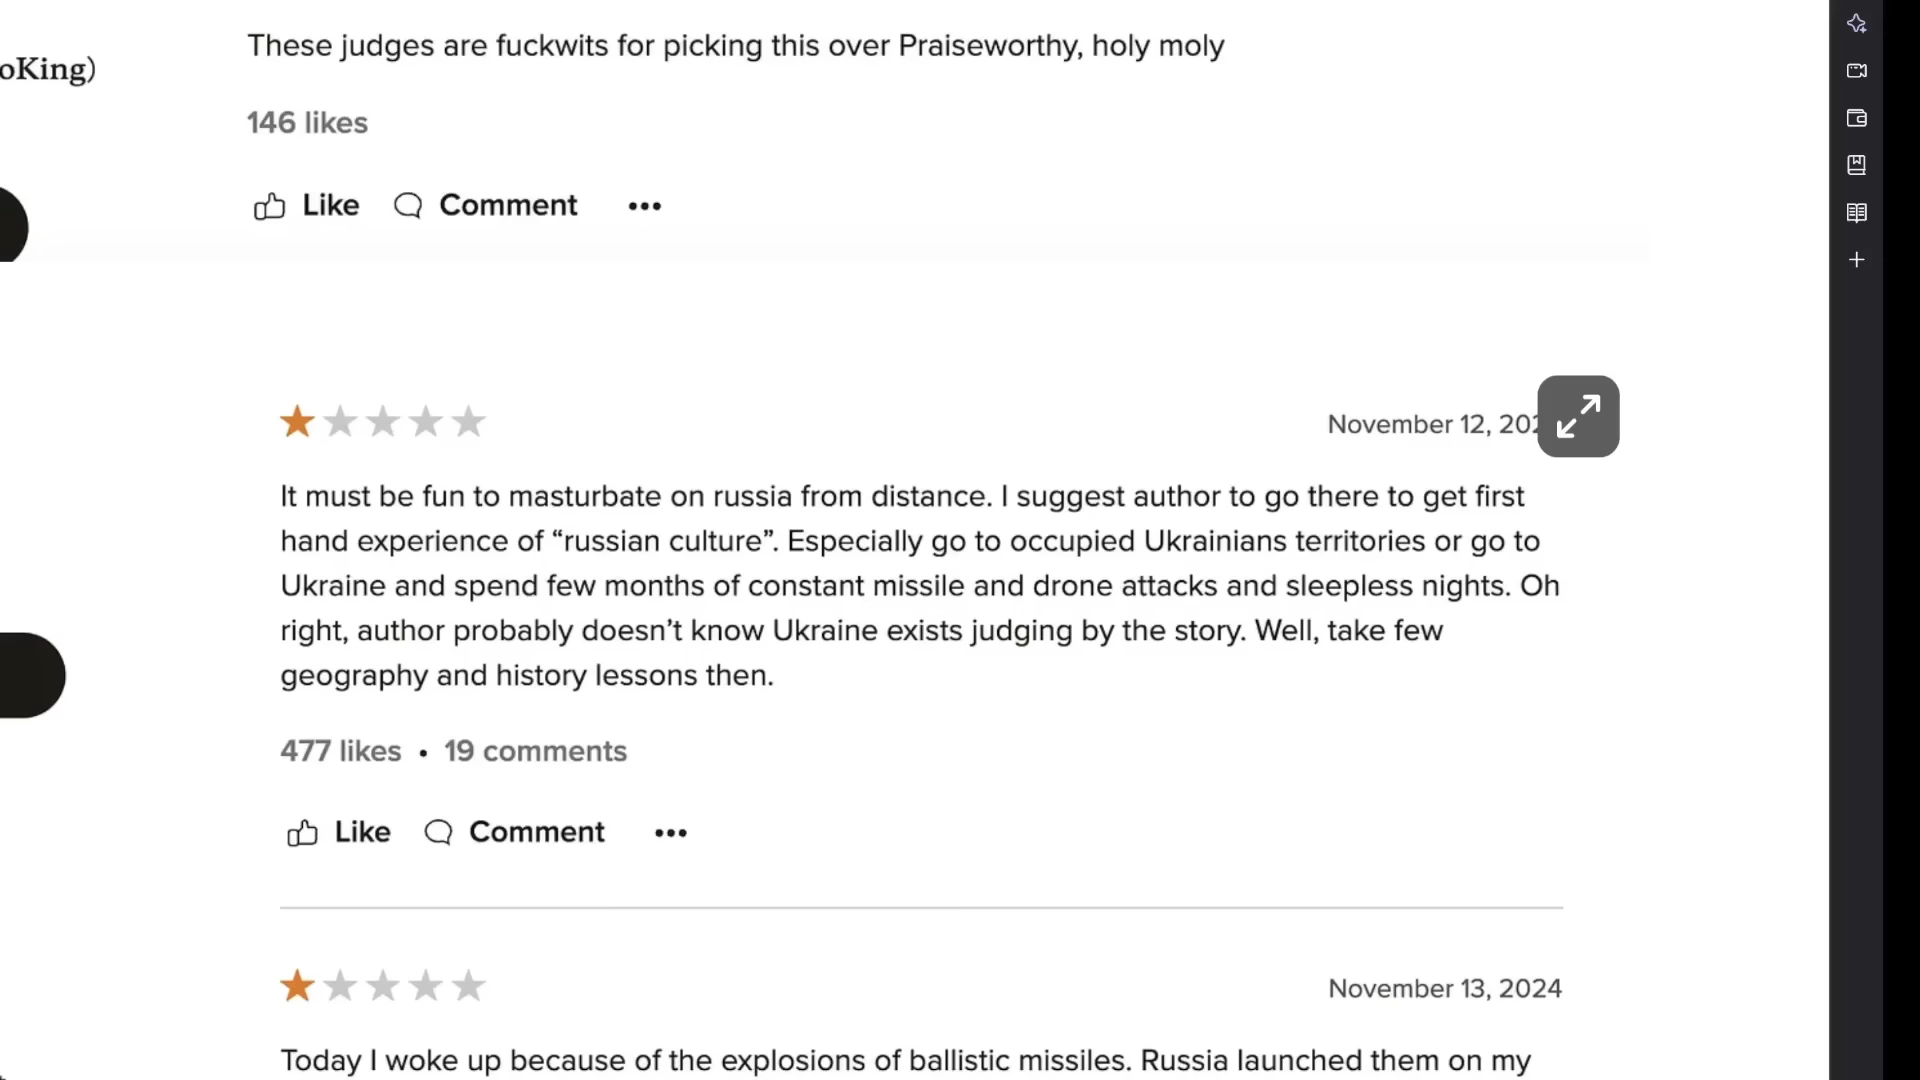 These judges are fuckwits for picking this over Praiseworthy, holy moly
oKing)
146 likes
Like Comment
November 12, 202
It must be fun to masturbate on russia from distance. I suggest author to go there to get first
hand experience of “russian culture”. Especially go to occupied Ukrainians territories or go to
Ukraine and spend few months of constant missile and drone attacks and sleepless nights. Oh
right, author probably doesn’t know Ukraine exists judging by the story. Well, take few
geography and history lessons then.
477 likes • 19 comments
Like Comment
November 13, 2024
Today I woke up because of the explosions of ballistic missiles. Russia launched them on my